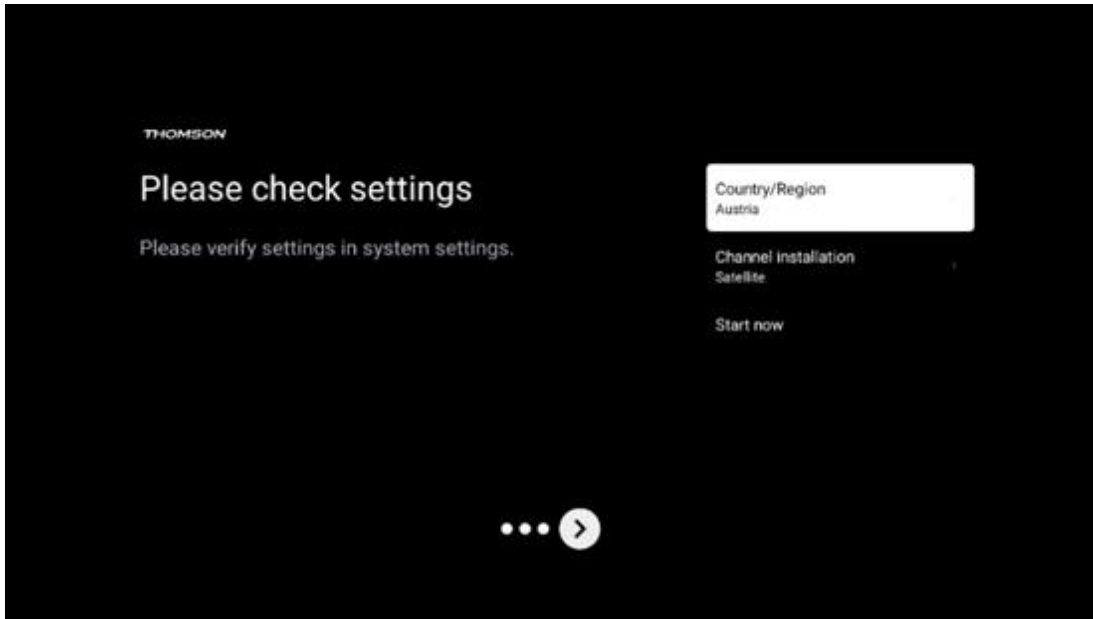 THOMSON
Please check settings
Please verify settings in system settings.
Country/Region
Austria
Channel installation
Satellite
Start now